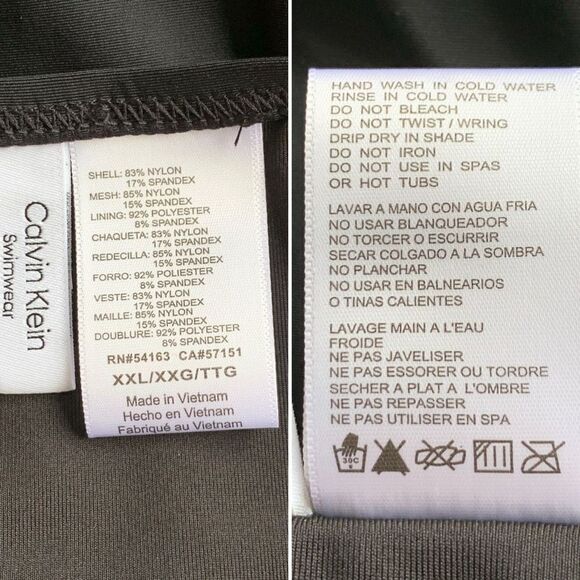 Calvin Klein
Swimwear
SHELL: 83% NYLON
17% SPANDEX
MESH: 85% NYLON
15% SPANDEX
LINING: 92% POLYESTER
8% SPANDEX
CHAQUETA: 83% NYLON
17% SPANDEX
REDECILLA: 85% NYLON
15% SPANDEX
FORRO: 92% POLIESTER
8% SPANDEX
VESTE: 83% NYLON
17% SPANDEX
MAILLE: 85% NYLON
15% SPANDEX
DOUBLURE: 92% POLYESTER
8% SPANDEX
RN#54163 CA#57151
XXL/XXG/TTG
Made in Vietnam
Hecho en Vietnam
Fabriqué au Vietnam
HAND WASH IN COLD WATER
RINSE IN COLD WATER
DO NOT BLEACH
DO NOT TWIST / WRING
DRIP DRY IN SHADE
DO NOT IRON
DO NOT USE IN SPAS
OR HOT TUBS
LAVAR A MANO CON AGUA FRIA
NO USAR BLANQUEADOR
NO TORCER O ESCURRIR
SECAR COLGADO A LA SOMBRA
NO PLANCHAR
NO USAR EN BALNEARIOS
O TINAS CALIENTES
LAVAGE MAIN A L'EAU
FROIDE
NE PAS JAVELISER
NE PAS ESSORER OU TORDRE
SECHER A PLAT A L'OMBRE
NE PAS REPASSER
NE PAS UTILISER EN SPA
30C